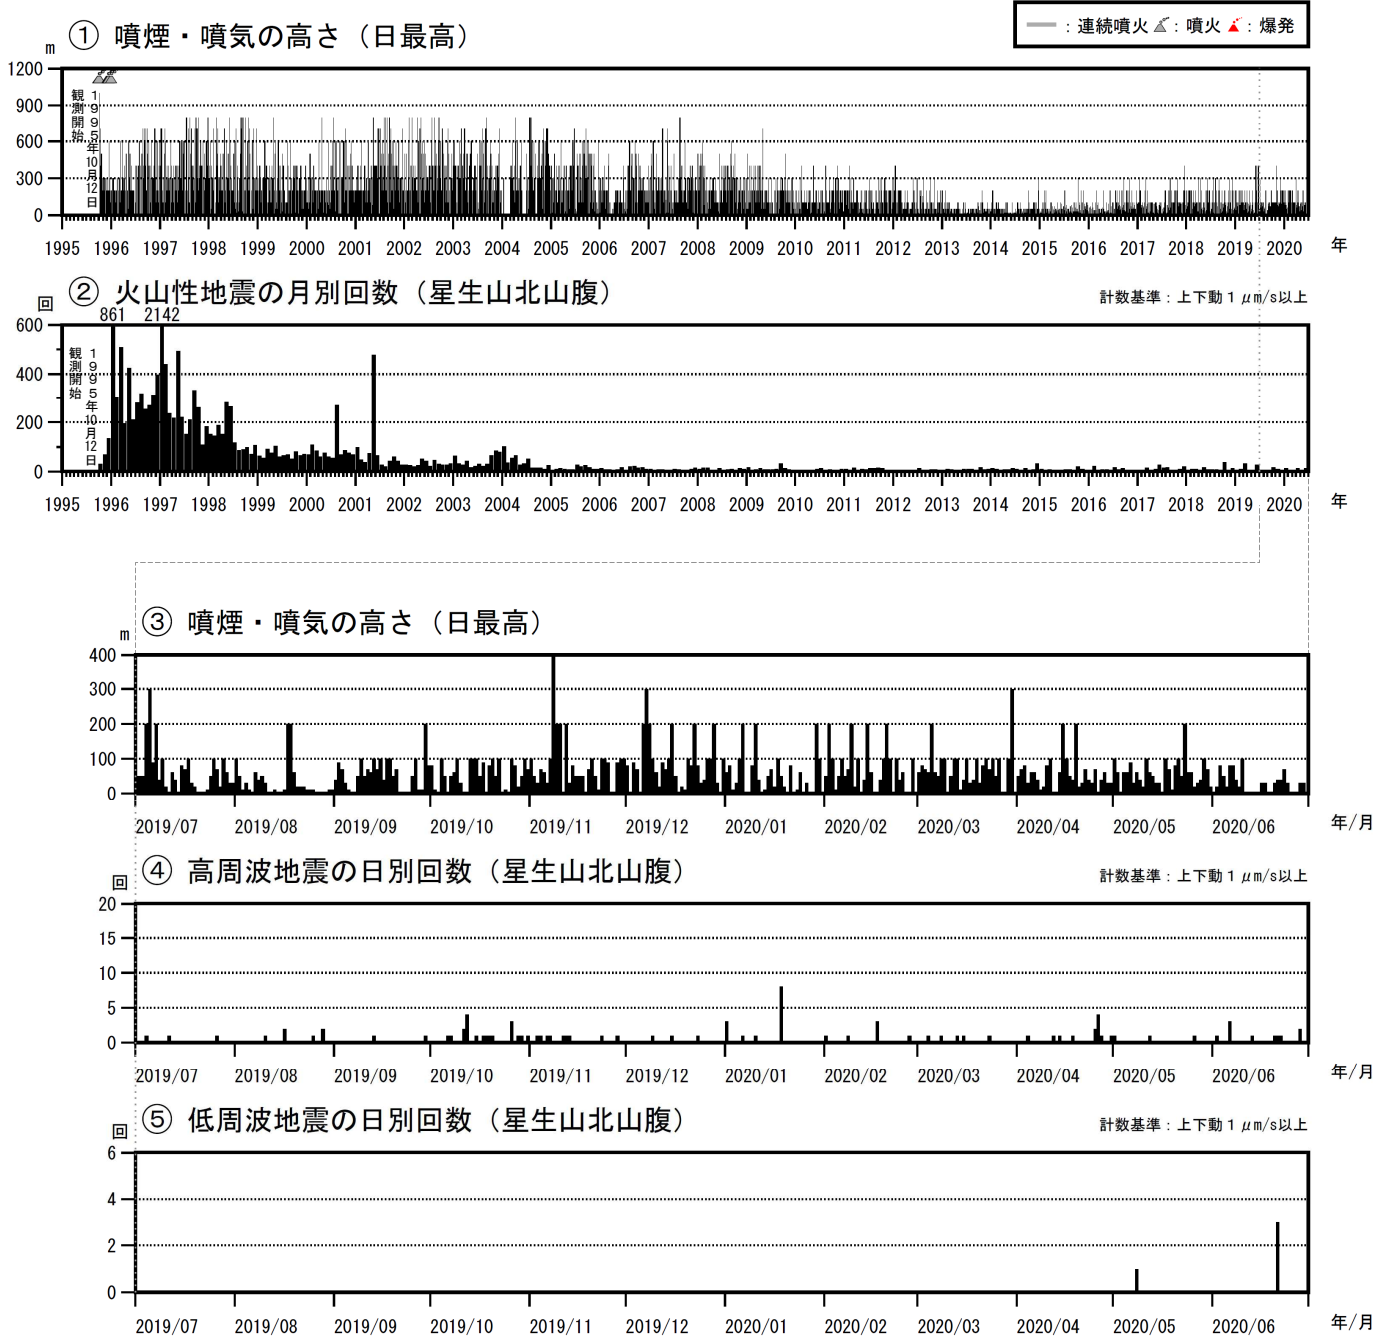 ：連続噴火 ：噴火 ：爆発
① 噴煙・噴気の高さ（日最高）
m
1200
900
600
300
0
観測開始
1995年10月12日
1995 1996 1997 1998 1999 2000 2001 2002 2003 2004 2005 2006 2007 2008 2009 2010 2011 2012 2013 2014 2015 2016 2017 2018 2019 2020 年
② 火山性地震の月別回数（星生山北山腹）
計数基準：上下動１μm/s以上
回
861 2142
600
400
200
0
観測開始
1995年10月12日
1995 1996 1997 1998 1999 2000 2001 2002 2003 2004 2005 2006 2007 2008 2009 2010 2011 2012 2013 2014 2015 2016 2017 2018 2019 2020 年
③ 噴煙・噴気の高さ（日最高）
m
400
300
200
100
0
2019/07 2019/08 2019/09 2019/10 2019/11 2019/12 2020/01 2020/02 2020/03 2020/04 2020/05 2020/06 年/月
④ 高周波地震の日別回数（星生山北山腹）
計数基準：上下動１μm/s以上
回
20
15
10
5
0
2019/07 2019/08 2019/09 2019/10 2019/11 2019/12 2020/01 2020/02 2020/03 2020/04 2020/05 2020/06 年/月
⑤ 低周波地震の日別回数（星生山北山腹）
計数基準：上下動１μm/s以上
回
6
4
2
0
2019/07 2019/08 2019/09 2019/10 2019/11 2019/12 2020/01 2020/02 2020/03 2020/04 2020/05 2020/06 年/月